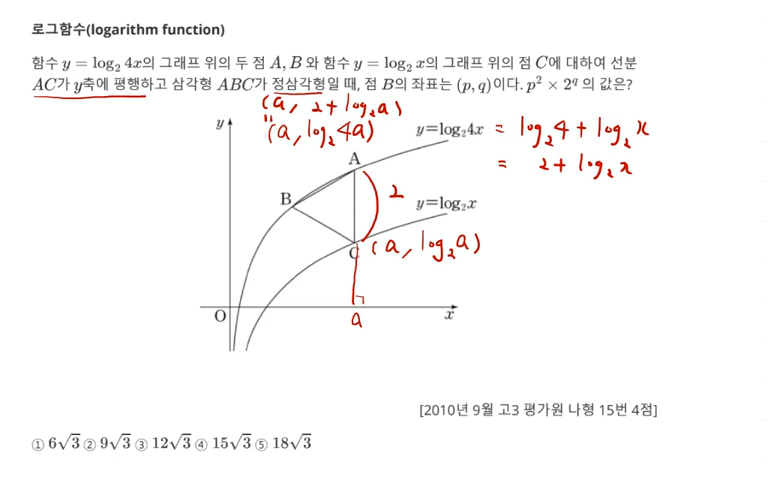 로그함수(logarithm function)
함수 y = log₂ 4x의 그래프 위의 두 점 A, B 와 함수 y = log₂ x의 그래프 위의 점 C에 대하여 선분
AC가 y축에 평행하고 삼각형 ABC가 정삼각형일 때, 점 B의 좌표는 (p, q)이다. p² × 2^q 의 값은?
(a, 2 + log₂a)
"
(a, log₂4a)
y
y=log₂4x = log₂4 + log₂x
= 2 + log₂x
A
B
2
y=log₂x
C (a, log₂a)
O
a
x
[2010년 9월 고3 평가원 나형 15번 4점]
① 6√3 ② 9√3 ③ 12√3 ④ 15√3 ⑤ 18√3